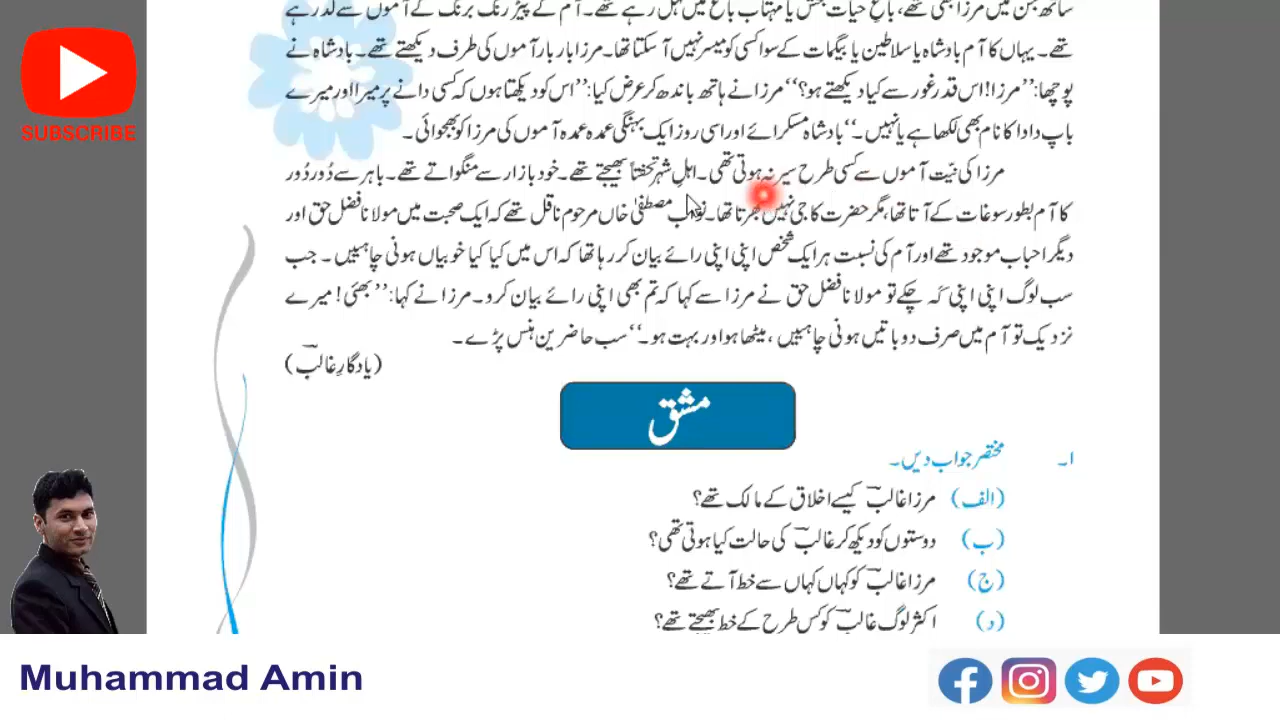 ساتھ جن میں مرزا بھی تھے، باغِ حیات بخش یا مہتاب باغ میں ٹہل رہے تھے۔ آم کے پیڑ رنگ برنگ کے آموں سے لد رہے
تھے۔ یہاں کا آم بادشاہ یا سلاطین یا بیگمات کے سوا کسی کو میسر نہیں آ سکتا تھا۔ مرزا بار بار آموں کی طرف دیکھتے تھے۔ بادشاہ نے
پوچھا: ”مرزا! اس قدر غور سے کیا دیکھتے ہو؟“ مرزا نے ہاتھ باندھ کر عرض کیا: ”اس کو دیکھتا ہوں کہ کسی دانے پر میرا اور میرے
باپ دادا کا نام بھی لکھا ہے یا نہیں۔“ بادشاہ مسکرائے اور اسی روز ایک بہنگی عمدہ عمدہ آموں کی مرزا کو بھجوائی۔
مرزا کی نیّت آموں سے کسی طرح سیر نہ ہوتی تھی۔ اہلِ شہر تحفتاً بھیجتے تھے۔ خود بازار سے منگواتے تھے۔ باہر سے دُور دُور
کا آم بطور سوغات کے آتا تھا، مگر حضرت کا جی نہیں بھرتا تھا۔ نواب مصطفیٰ خاں مرحوم ناقل تھے کہ ایک صحبت میں مولانا فضل حق اور
دیگر احباب موجود تھے اور آم کی نسبت ہر ایک شخص اپنی اپنی رائے بیان کر رہا تھا کہ اس میں کیا کیا خوبیاں ہونی چاہییں۔ جب
سب لوگ اپنی اپنی کَہ چکے تو مولانا فضل حق نے مرزا سے کہا کہ تم بھی اپنی رائے بیان کرو۔ مرزا نے کہا: ”بھئی! میرے
نزدیک تو آم میں صرف دو باتیں ہونی چاہییں، میٹھا ہو اور بہت ہو۔“ سب حاضرین ہنس پڑے۔
(یادگارِ غالبؔ)
مشق
۱۔ مختصر جواب دیں۔
(الف) مرزا غالبؔ کیسے اخلاق کے مالک تھے؟
(ب) دوستوں کو دیکھ کر غالبؔ کی حالت کیا ہوتی تھی؟
(ج) مرزا غالبؔ کو کہاں کہاں سے خط آتے تھے؟
(د) اکثر لوگ غالبؔ کو کس طرح کے خط بھیجتے تھے؟
SUBSCRIBE
Muhammad Amin